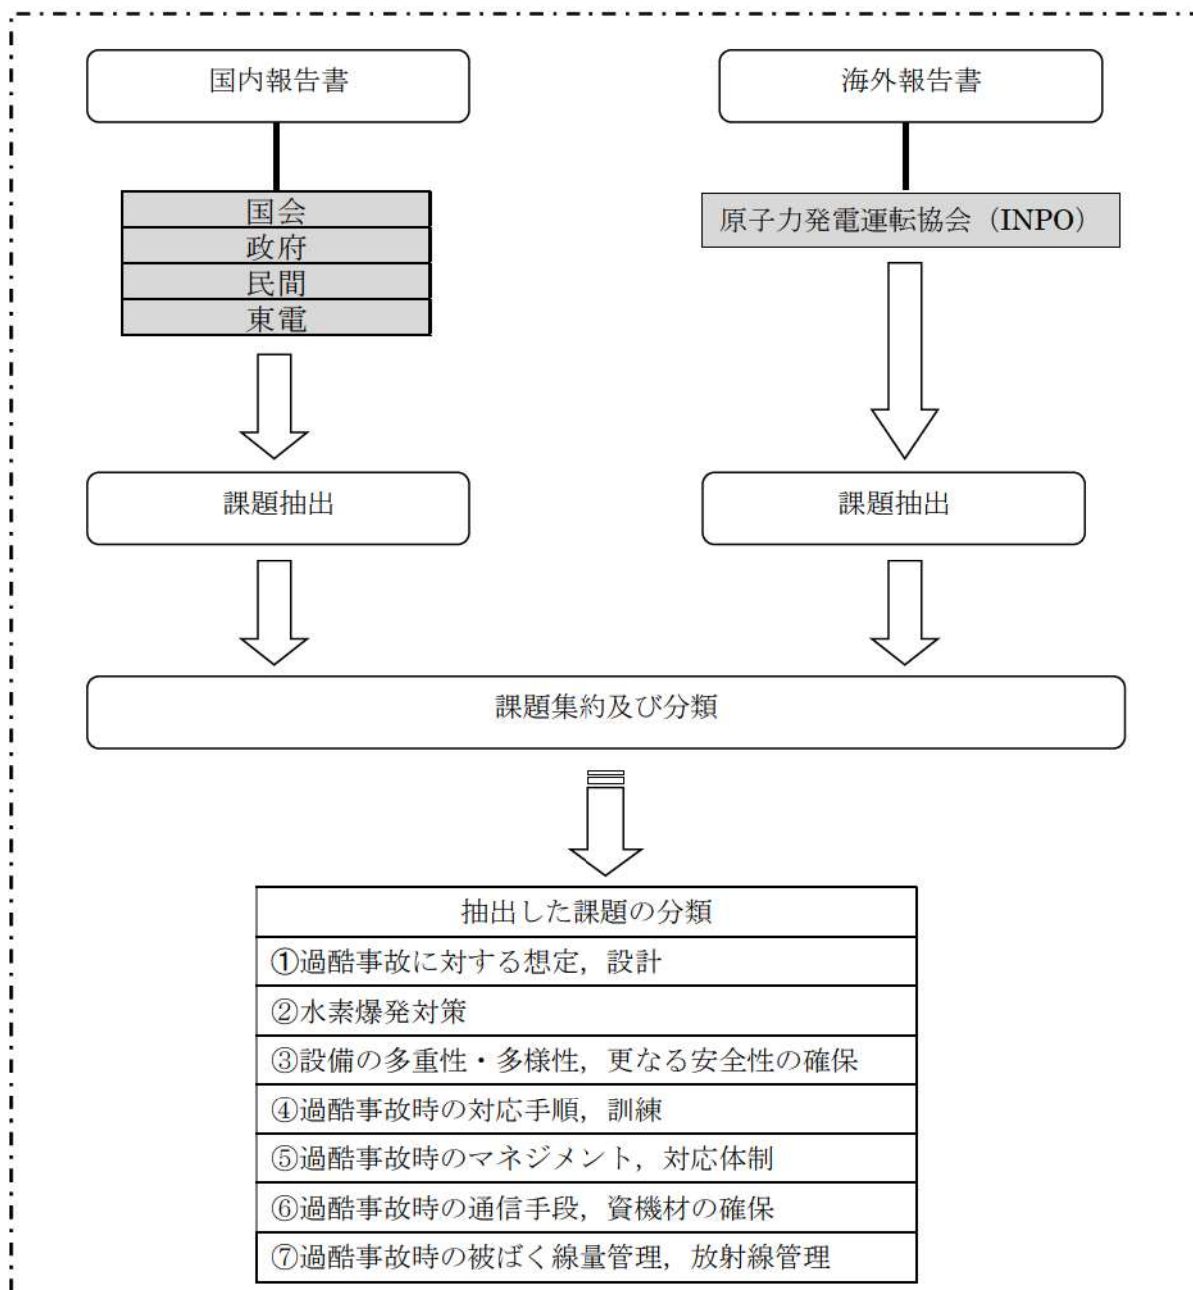 国内報告書
国会
政府
民間
東電
課題抽出
海外報告書
原子力発電運転協会（INPO）
課題抽出
課題集約及び分類
抽出した課題の分類
①過酷事故に対する想定，設計
②水素爆発対策
③設備の多重性・多様性，更なる安全性の確保
④過酷事故時の対応手順，訓練
⑤過酷事故時のマネジメント，対応体制
⑥過酷事故時の通信手段，資機材の確保
⑦過酷事故時の被ばく線量管理，放射線管理